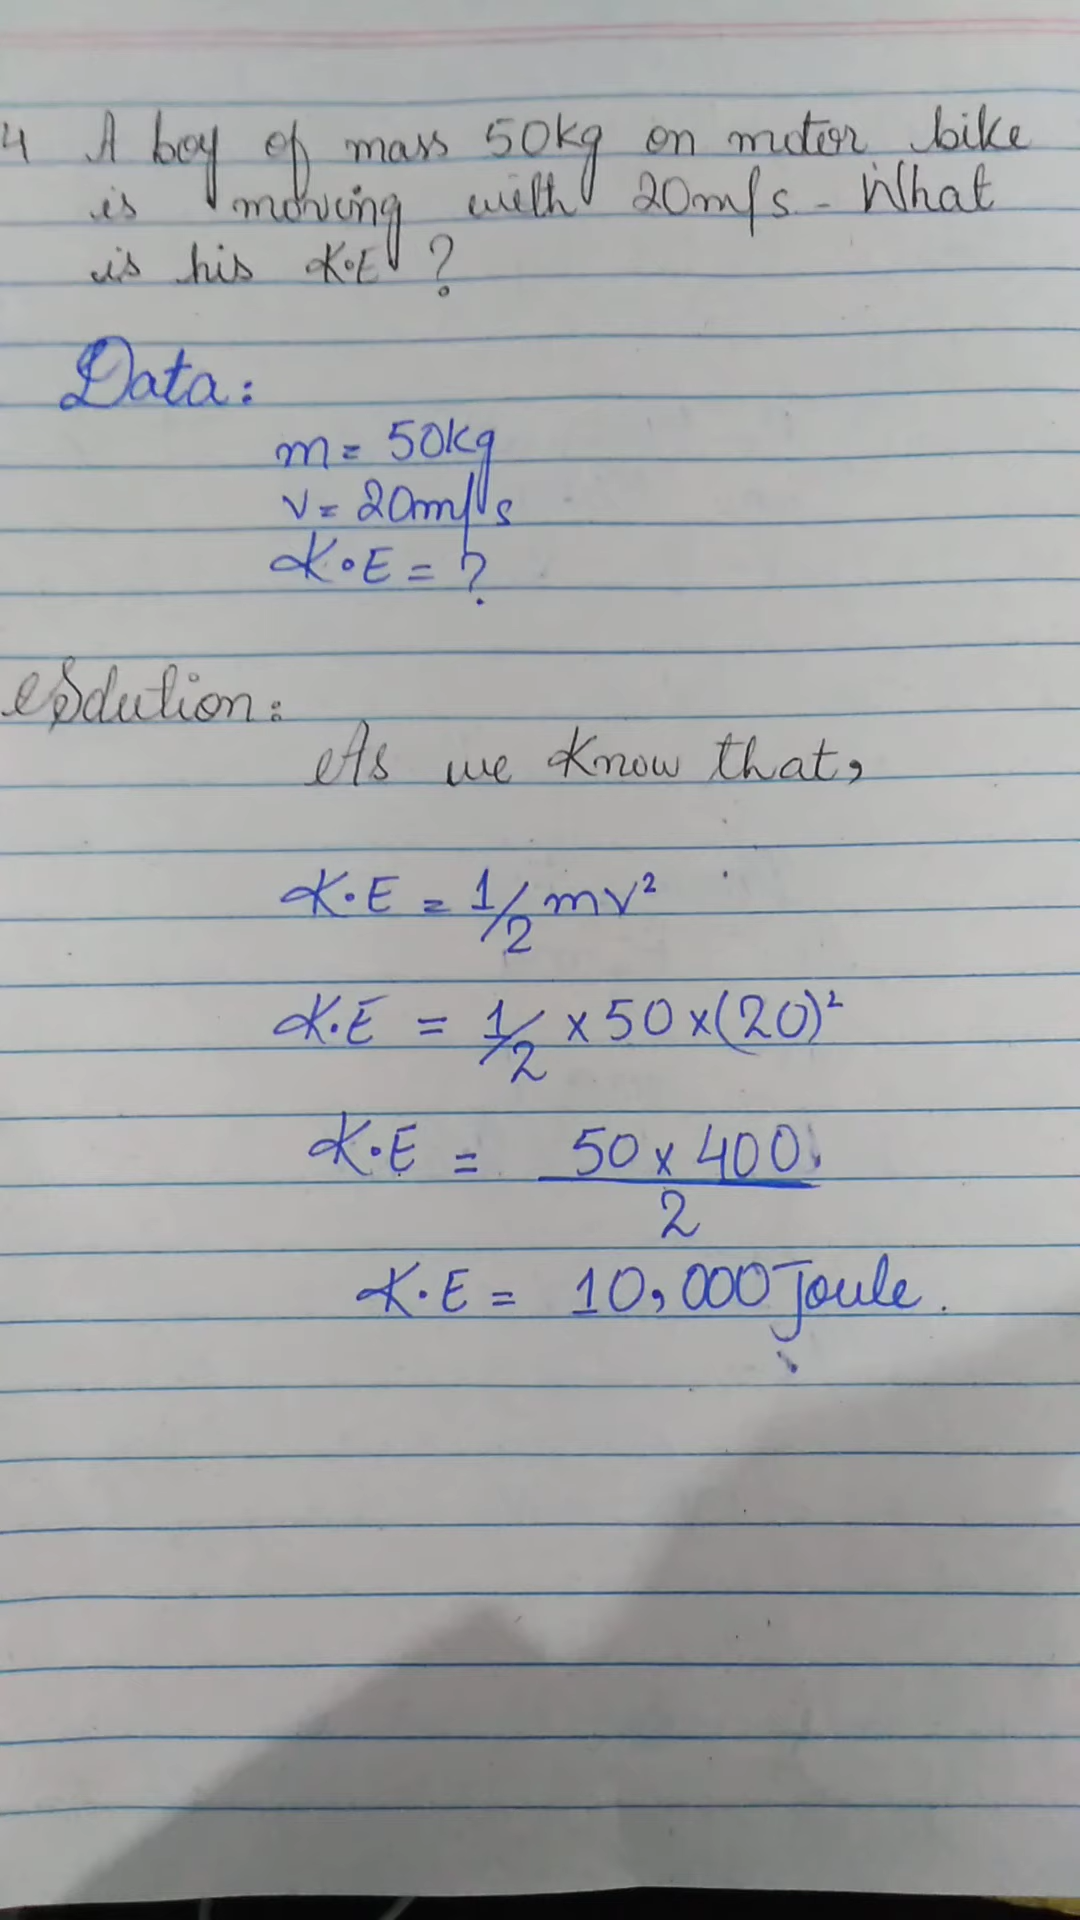 4 A boy of mass 50kg on motor bike
is moving with 20m/s. What
is his K.E ?
Data:
m = 50kg
v = 20m/s
K.E = ?
Solution:
As we know that,
K.E = 1/2 mv²
K.E = 1/2 x 50 x (20)²
K.E = 50 x 400
2
K.E = 10,000 Joule.